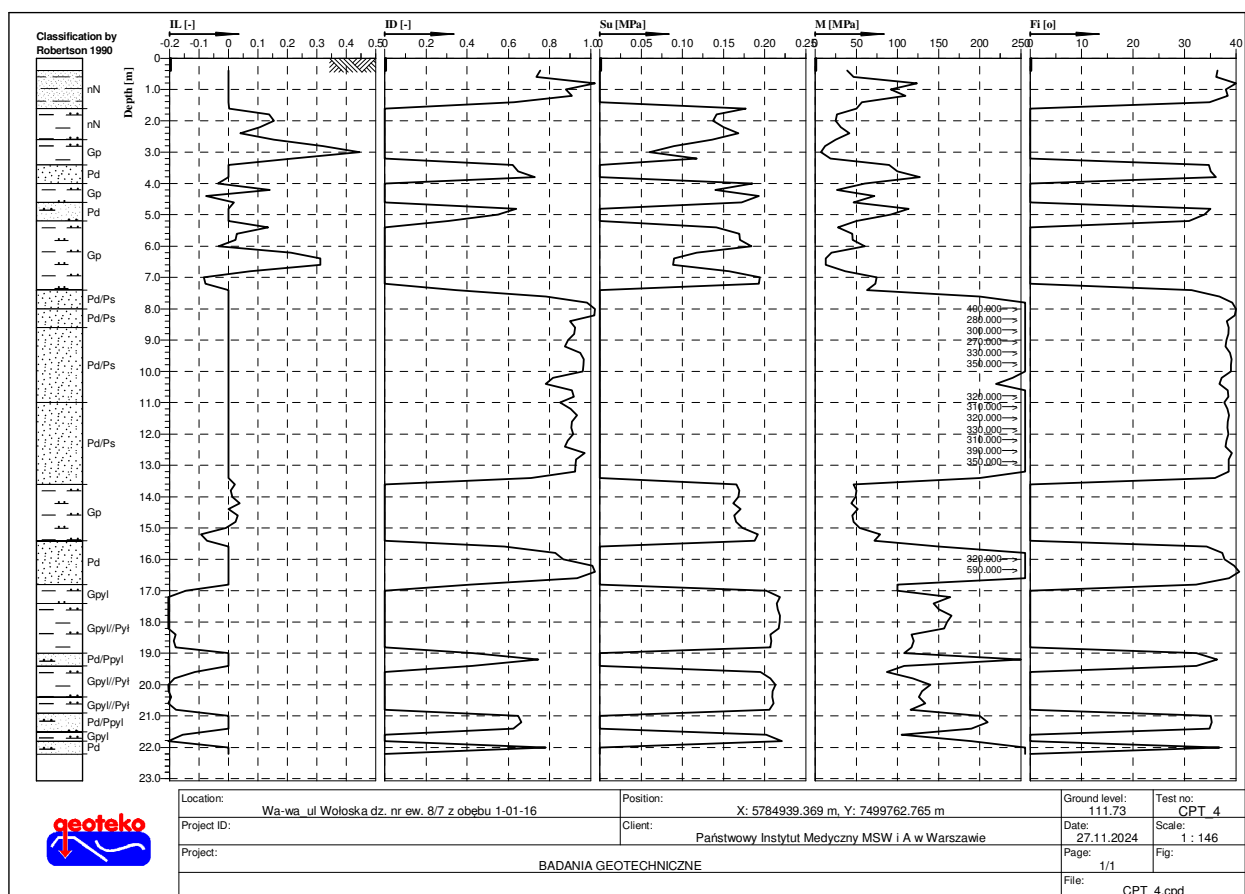 Classification by
Robertson 1990
IL [-]
-0.2 -0.1 0 0.1 0.2 0.3 0.4 0.5
ID [-]
0 0.2 0.4 0.6 0.8 1.0
Su [MPa]
0 0.05 0.10 0.15 0.20 0.25
M [MPa]
0 50 100 150 200 250
Fi [o]
0 10 20 30 40
Depth [m]
0
1.0
2.0
3.0
4.0
5.0
6.0
7.0
8.0
9.0
10.0
11.0
12.0
13.0
14.0
15.0
16.0
17.0
18.0
19.0
20.0
21.0
22.0
23.0
nN
nN
Gp
Pd
Gp
Pd
Gp
Pd/Ps
Pd/Ps
Pd/Ps
Pd/Ps
Gp
Pd
Gpyl
Gpyl//Pył
Pd/Ppyl
Gpyl//Pył
Gpyl//Pył
Pd/Ppyl
Gpyl
Pd
400.000
280.000
300.000
270.000
330.000
350.000
320.000
310.000
320.000
330.000
310.000
390.000
350.000
320.000
590.000
geoteko
Location:
Wa-wa_ul Wołoska dz. nr ew. 8/7 z obębu 1-01-16
Position:
X: 5784939.369 m, Y: 7499762.765 m
Ground level:
111.73
Test no:
CPT_4
Project ID:
Client:
Państwowy Instytut Medyczny MSW i A w Warszawie
Date:
27.11.2024
Scale:
1 : 146
Project:
BADANIA GEOTECHNICZNE
Page:
1/1
Fig:
File:
CPT_4.cpd